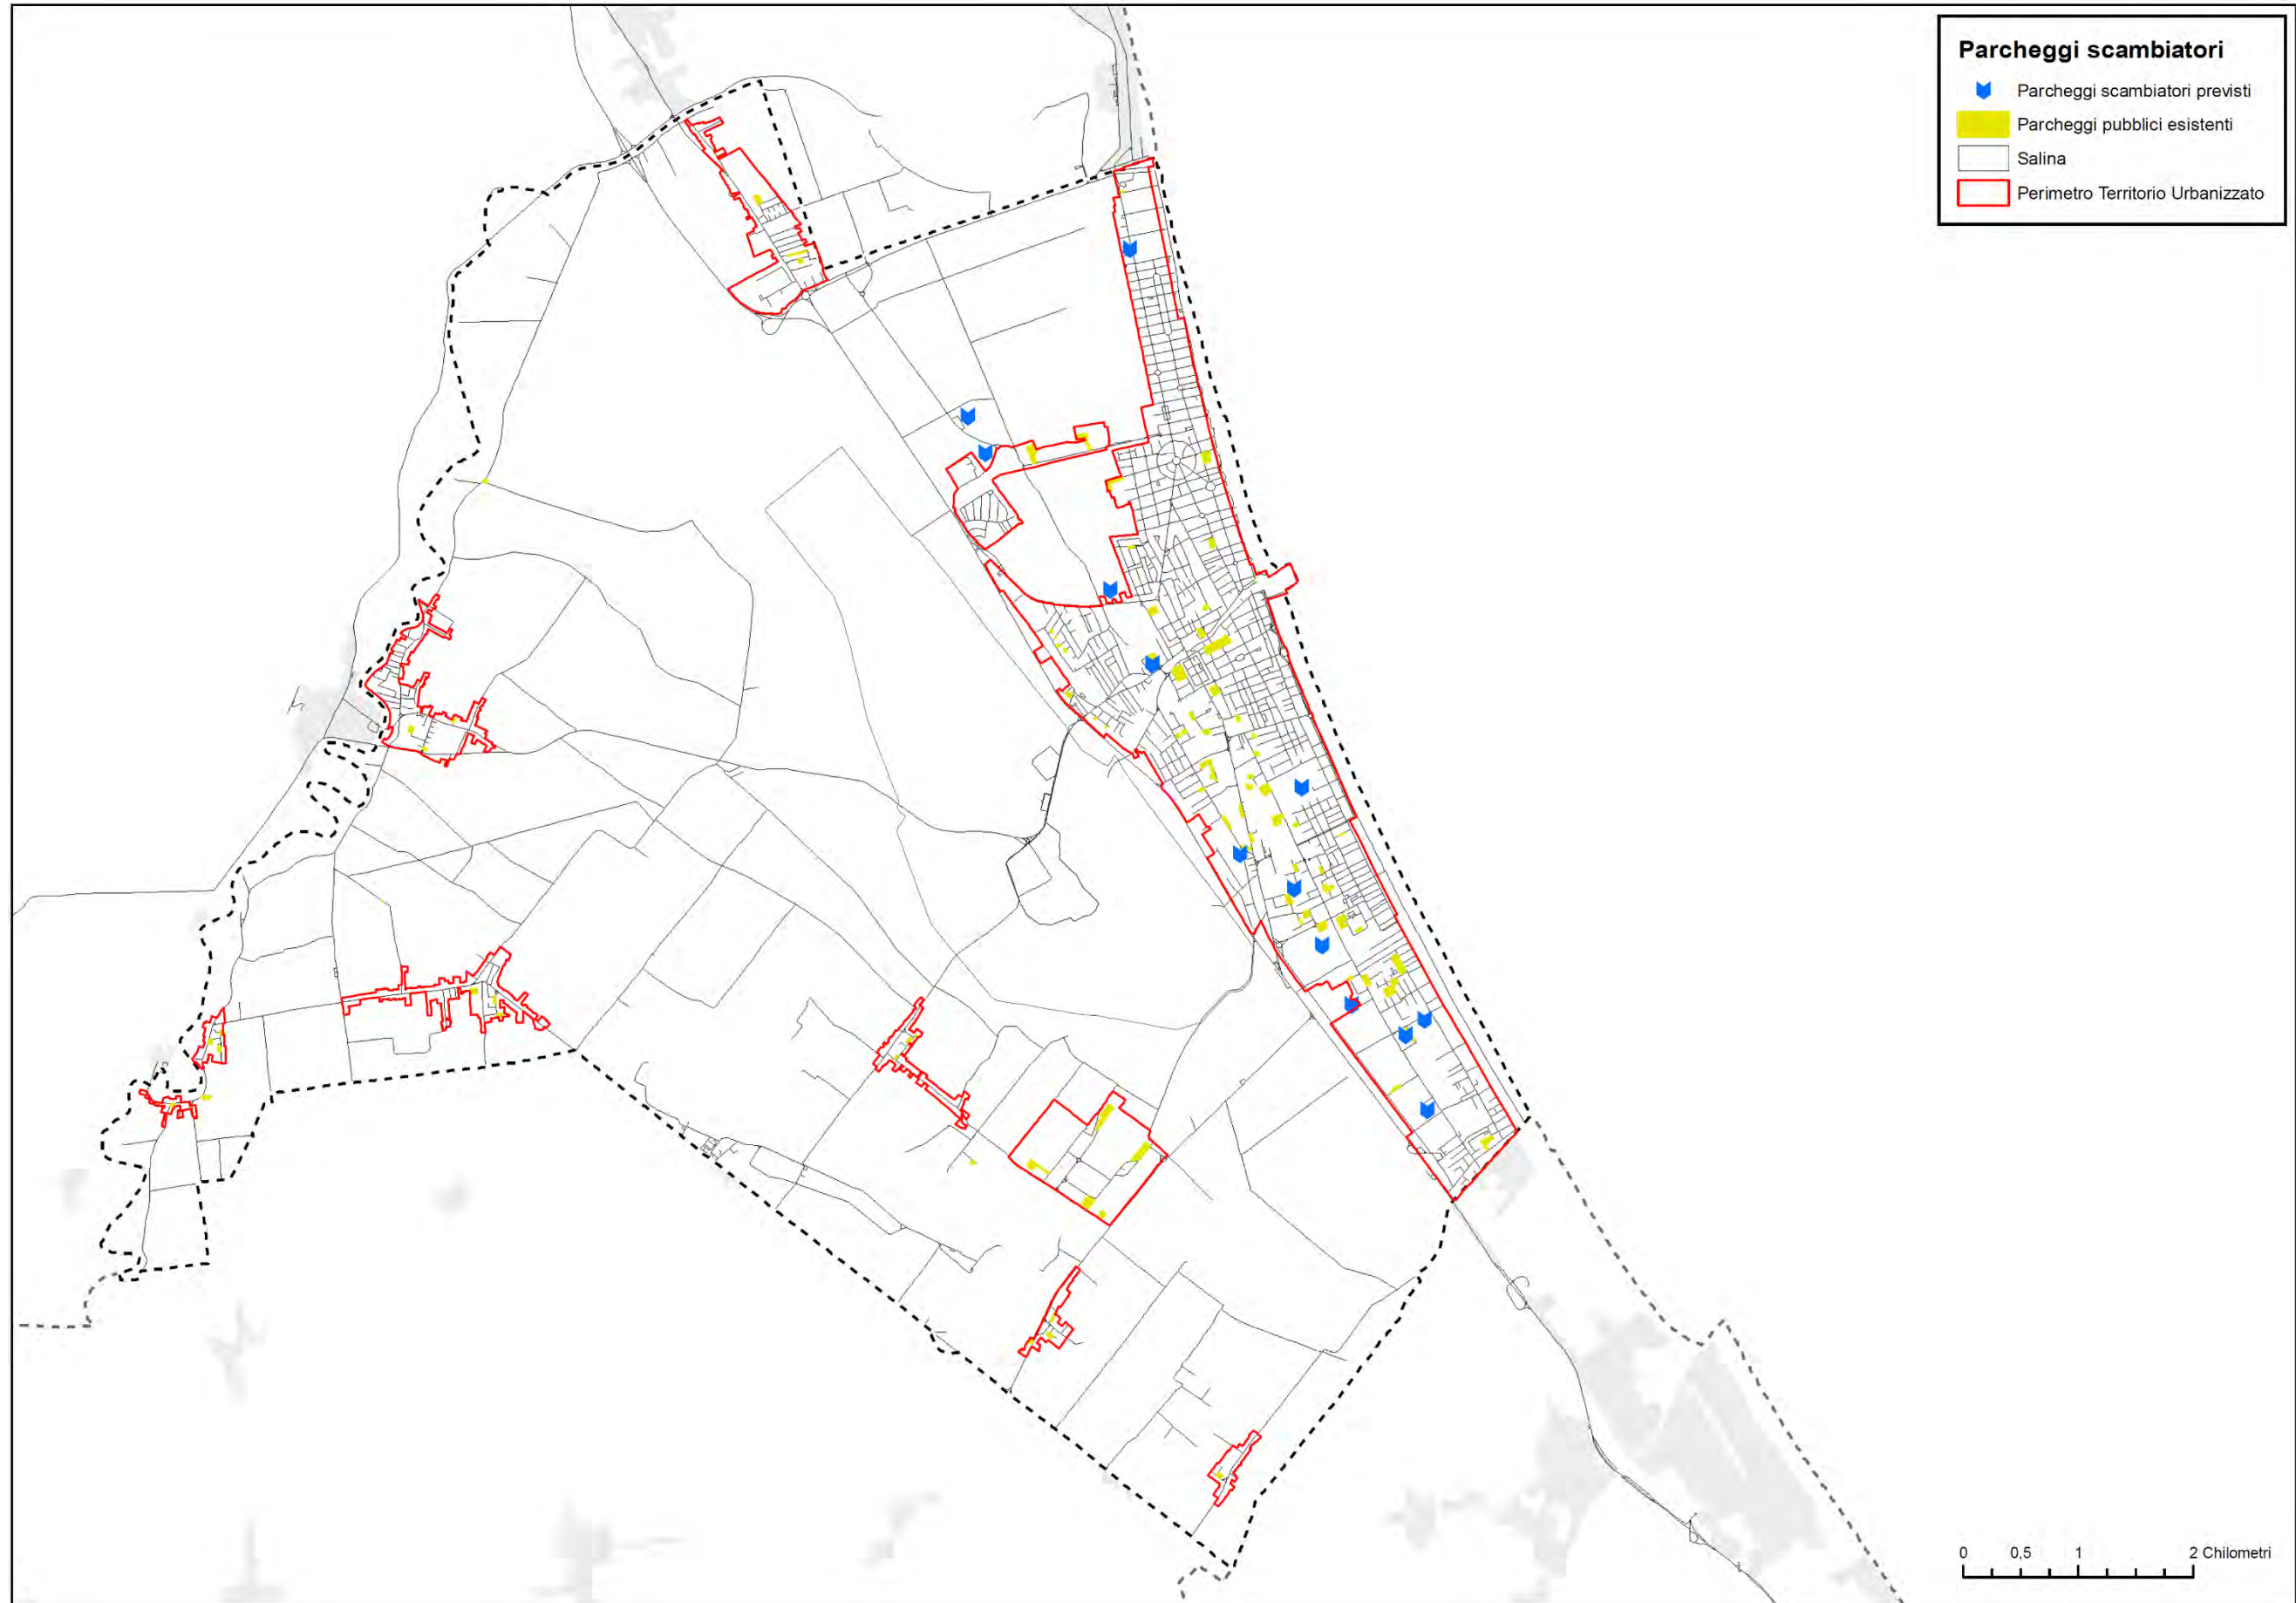 Parcheggi scambiatori
Parcheggi scambiatori previsti
Parcheggi pubblici esistenti
Salina
Perimetro Territorio Urbanizzato
0 0,5 1 2 Chilometri